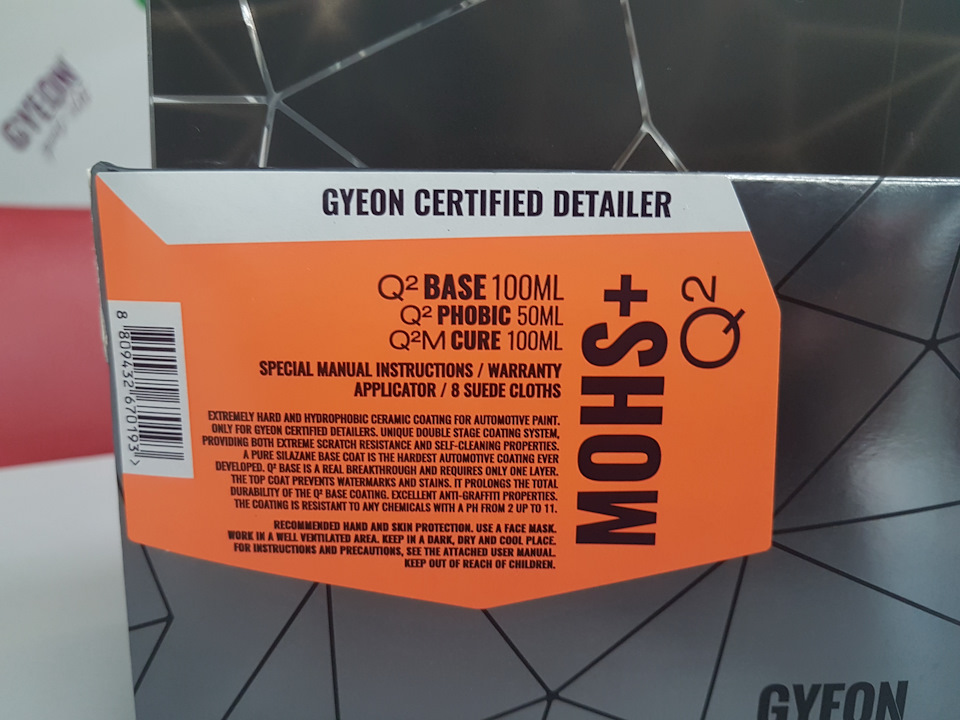 GYEON
GYEON CERTIFIED DETAILER
Q² BASE 100ML
Q² PHOBIC 50ML
Q²M CURE 100ML
SPECIAL MANUAL INSTRUCTIONS / WARRANTY
APPLICATOR / 8 SUEDE CLOTHS
EXTREMELY HARD AND HYDROPHOBIC CERAMIC COATING FOR AUTOMOTIVE PAINT.
ONLY FOR GYEON CERTIFIED DETAILERS. UNIQUE DOUBLE STAGE COATING SYSTEM,
PROVIDING BOTH EXTREME SCRATCH RESISTANCE AND SELF-CLEANING PROPERTIES.
A PURE SILAZANE BASE COAT IS THE HARDEST AUTOMOTIVE COATING EVER
DEVELOPED. Q² BASE IS A REAL BREAKTHROUGH AND REQUIRES ONLY ONE LAYER.
THE TOP COAT PREVENTS WATERMARKS AND STAINS. IT PROLONGS THE TOTAL
DURABILITY OF THE Q² BASE COATING. EXCELLENT ANTI-GRAFFITI PROPERTIES.
THE COATING IS RESISTANT TO ANY CHEMICALS WITH A PH FROM 2 UP TO 11.
RECOMMENDED HAND AND SKIN PROTECTION. USE A FACE MASK.
WORK IN A WELL VENTILATED AREA. KEEP IN A DARK, DRY AND COOL PLACE.
FOR INSTRUCTIONS AND PRECAUTIONS, SEE THE ATTACHED USER MANUAL.
KEEP OUT OF REACH OF CHILDREN.
MOHS+
Q²
8 809432 670193 >
GYEON